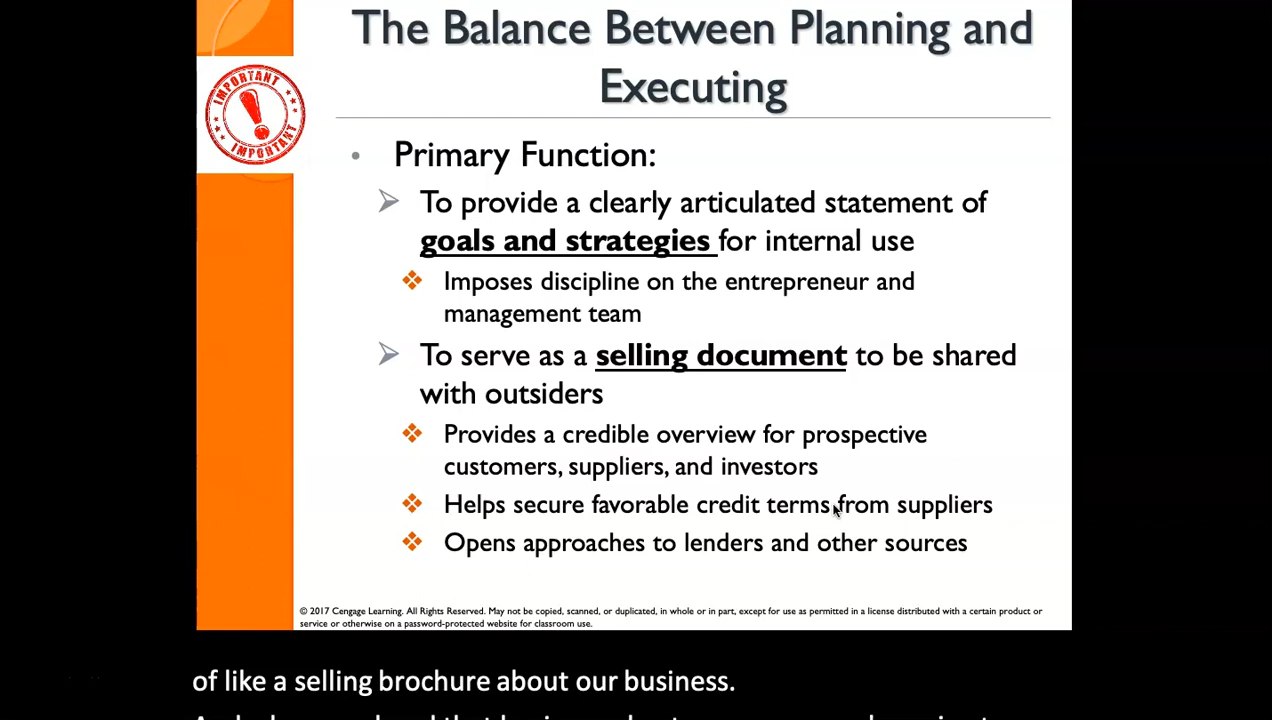 The Balance Between Planning and
Executing
IMPORTANT
IMPORTANT
• Primary Function:
➢ To provide a clearly articulated statement of
goals and strategies for internal use
❖ Imposes discipline on the entrepreneur and
management team
➢ To serve as a selling document to be shared
with outsiders
❖ Provides a credible overview for prospective
customers, suppliers, and investors
❖ Helps secure favorable credit terms from suppliers
❖ Opens approaches to lenders and other sources
© 2017 Cengage Learning. All Rights Reserved. May not be copied, scanned, or duplicated, in whole or in part, except for use as permitted in a license distributed with a certain product or
service or otherwise on a password-protected website for classroom use.
of like a selling brochure about our business.